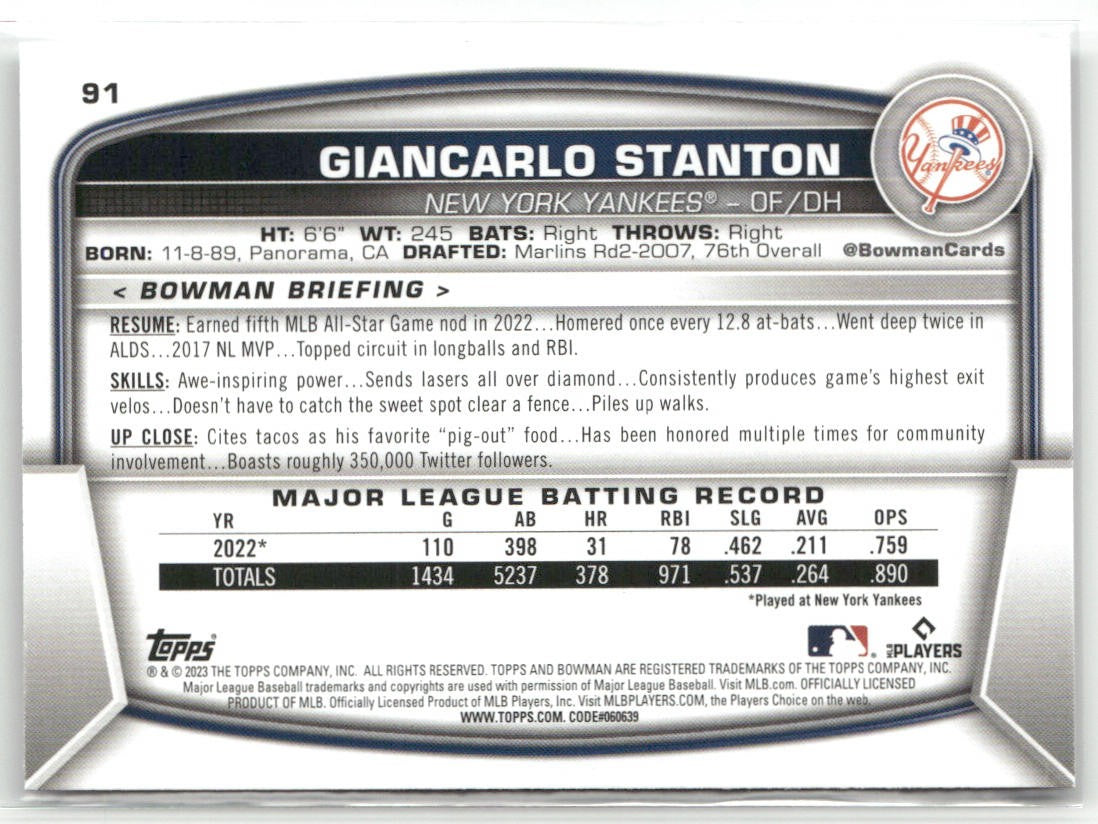 91
GIANCARLO STANTON
Yankees
NEW YORK YANKEES® – OF/DH
HT: 6'6" WT: 245 BATS: Right THROWS: Right
BORN: 11-8-89, Panorama, CA DRAFTED: Marlins Rd2-2007, 76th Overall @BowmanCards
< BOWMAN BRIEFING >
RESUME: Earned fifth MLB All-Star Game nod in 2022...Homered once every 12.8 at-bats...Went deep twice in
ALDS...2017 NL MVP...Topped circuit in longballs and RBI.
SKILLS: Awe-inspiring power...Sends lasers all over diamond...Consistently produces game's highest exit
velos...Doesn't have to catch the sweet spot clear a fence...Piles up walks.
UP CLOSE: Cites tacos as his favorite "pig-out" food...Has been honored multiple times for community
involvement...Boasts roughly 350,000 Twitter followers.
MAJOR LEAGUE BATTING RECORD
YR G AB HR RBI SLG AVG OPS
2022* 110 398 31 78 .462 .211 .759
TOTALS 1434 5237 378 971 .537 .264 .890
*Played at New York Yankees
topps® MLB PLAYERS
® & © 2023 THE TOPPS COMPANY, INC. ALL RIGHTS RESERVED. TOPPS AND BOWMAN ARE REGISTERED TRADEMARKS OF THE TOPPS COMPANY, INC.
Major League Baseball trademarks and copyrights are used with permission of Major League Baseball. Visit MLB.com. OFFICIALLY LICENSED
PRODUCT OF MLB. Officially Licensed Product of MLB Players, Inc. Visit MLBPLAYERS.COM, the Players Choice on the web.
WWW.TOPPS.COM. CODE#060639